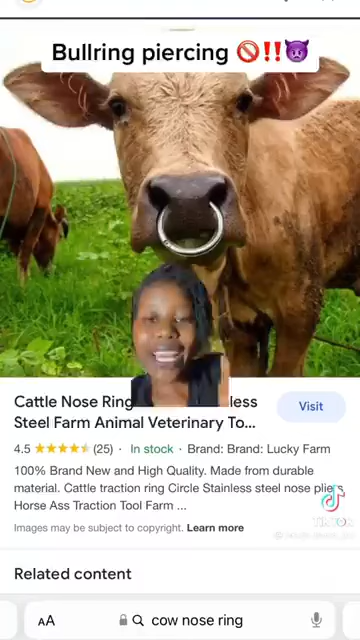 Bullring piercing 🚫‼️😈
Cattle Nose Ring less
Steel Farm Animal Veterinary To...
Visit
4.5 ★★★★★ (25) · In stock · Brand: Brand: Lucky Farm
100% Brand New and High Quality. Made from durable
material. Cattle traction ring Circle Stainless steel nose pliers
Horse Ass Traction Tool Farm ...
Images may be subject to copyright. Learn more
TikTok
Related content
AA
cow nose ring